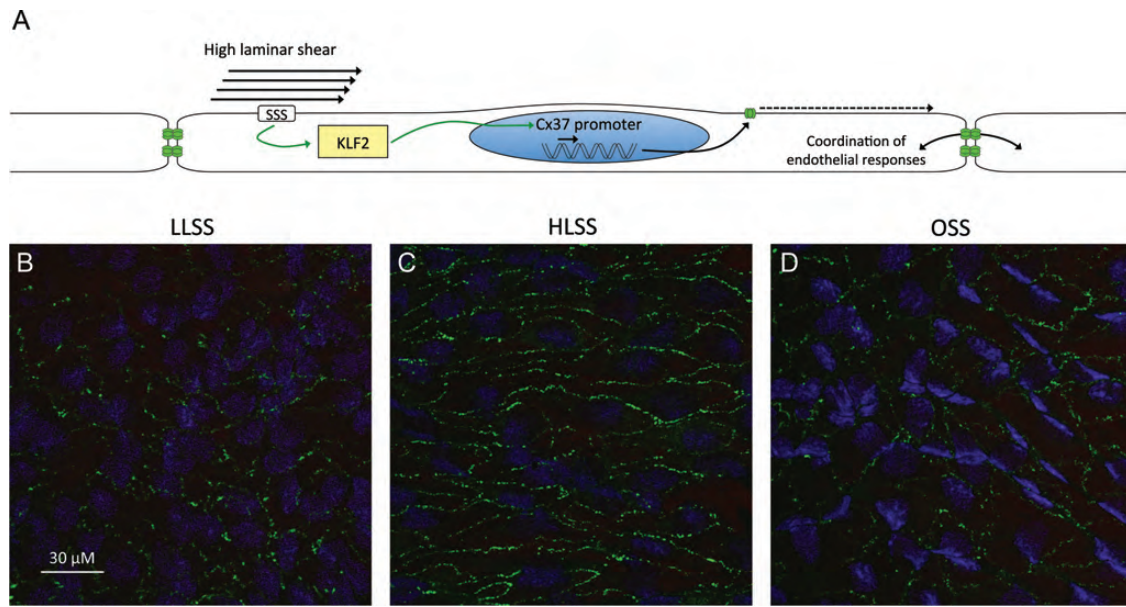 A
High laminar shear
SSS
KLF2
Cx37 promoter
Coordination of
endothelial responses
LLSS
HLSS
OSS
B
C
D
30 µM